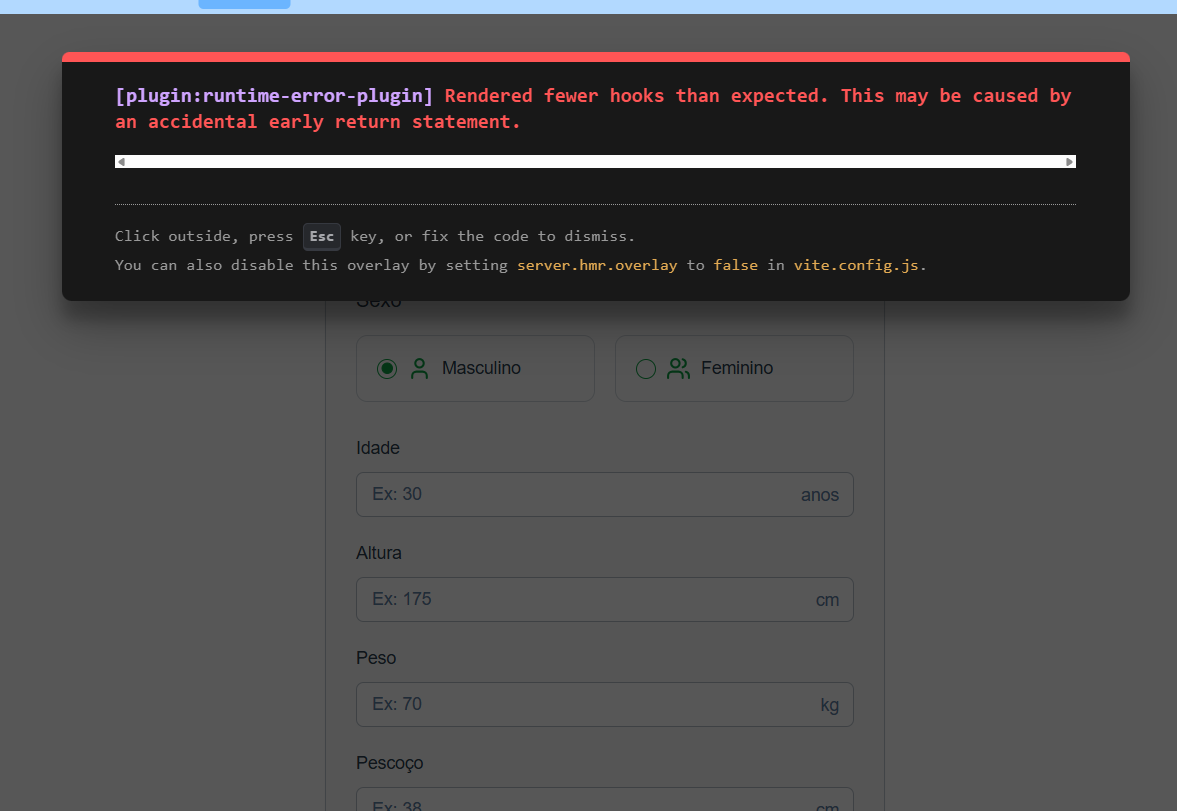 [plugin:runtime-error-plugin] Rendered fewer hooks than expected. This may be caused by
an accidental early return statement.
Click outside, press Esc key, or fix the code to dismiss.
You can also disable this overlay by setting server.hmr.overlay to false in vite.config.js.
Sexo
Masculino
Feminino
Idade
Ex: 30 anos
Altura
Ex: 175 cm
Peso
Ex: 70 kg
Pescoço
Ex: 38 cm